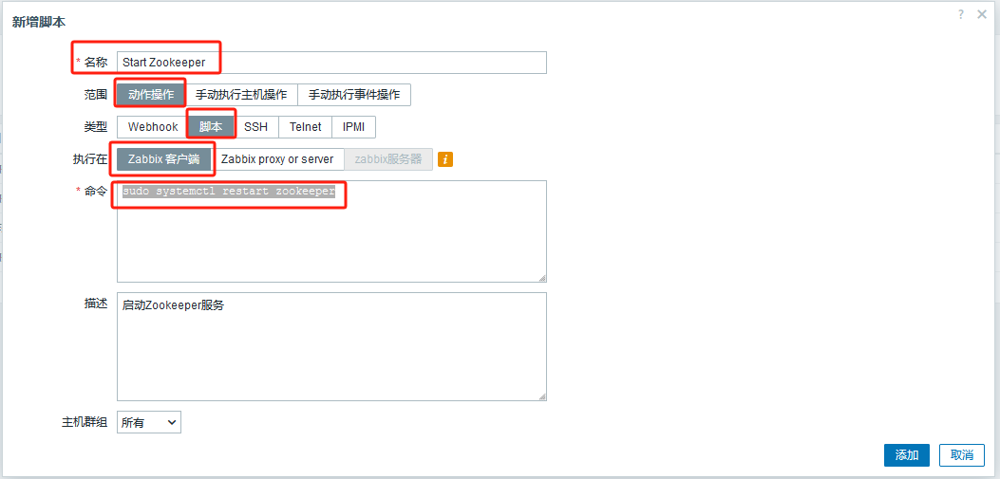 新增脚本
? ×
* 名称 Start Zookeeper
范围 动作操作 手动执行主机操作 手动执行事件操作
类型 Webhook 脚本 SSH Telnet IPMI
执行在 Zabbix 客户端 Zabbix proxy or server zabbix服务器 i
* 命令 sudo systemctl restart zookeeper
描述 启动Zookeeper服务
主机群组 所有
添加 取消